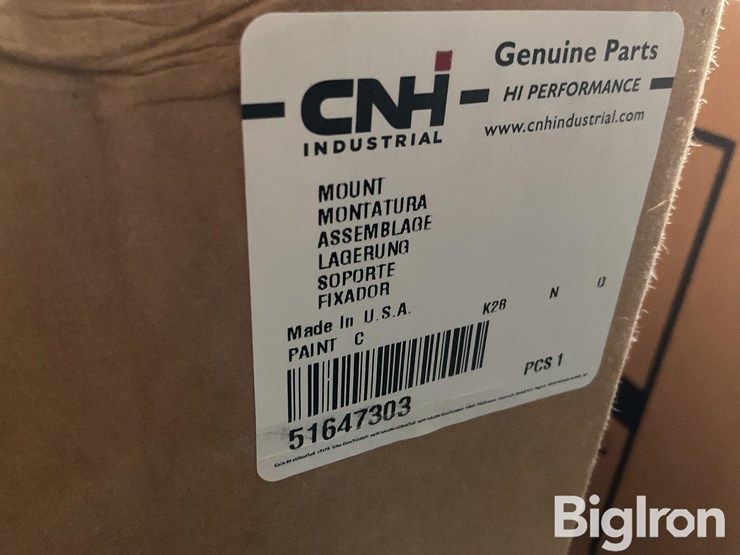 CNH
INDUSTRIAL
Genuine Parts
HI PERFORMANCE
www.cnhindustrial.com
MOUNT
MONTATURA
ASSEMBLAGE
LAGERUNG
SOPORTE
FIXADOR
Made In U.S.A.
K28 N
PAINT C
PCS 1
51647303
BigIron